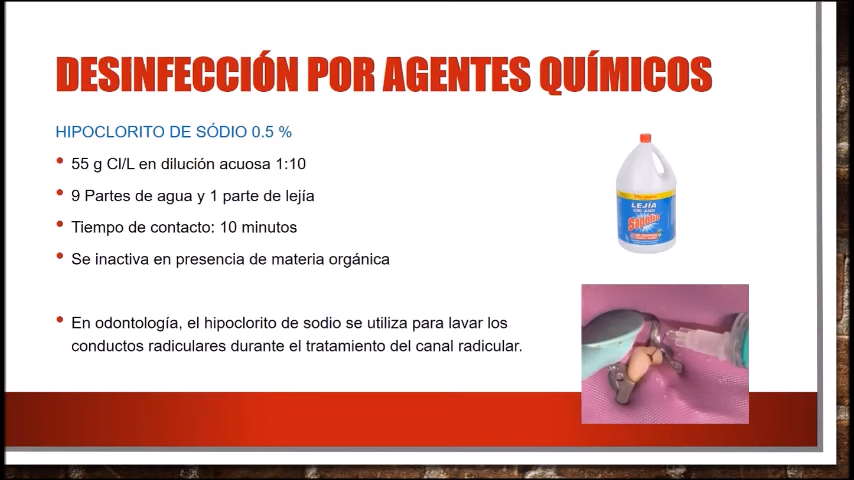 DESINFECCIÓN POR AGENTES QUÍMICOS
HIPOCLORITO DE SÓDIO 0.5 %
• 55 g Cl/L en dilución acuosa 1:10
• 9 Partes de agua y 1 parte de lejía
• Tiempo de contacto: 10 minutos
• Se inactiva en presencia de materia orgánica
• En odontología, el hipoclorito de sodio se utiliza para lavar los
conductos radiculares durante el tratamiento del canal radicular.
LEJÍA
Sapolio